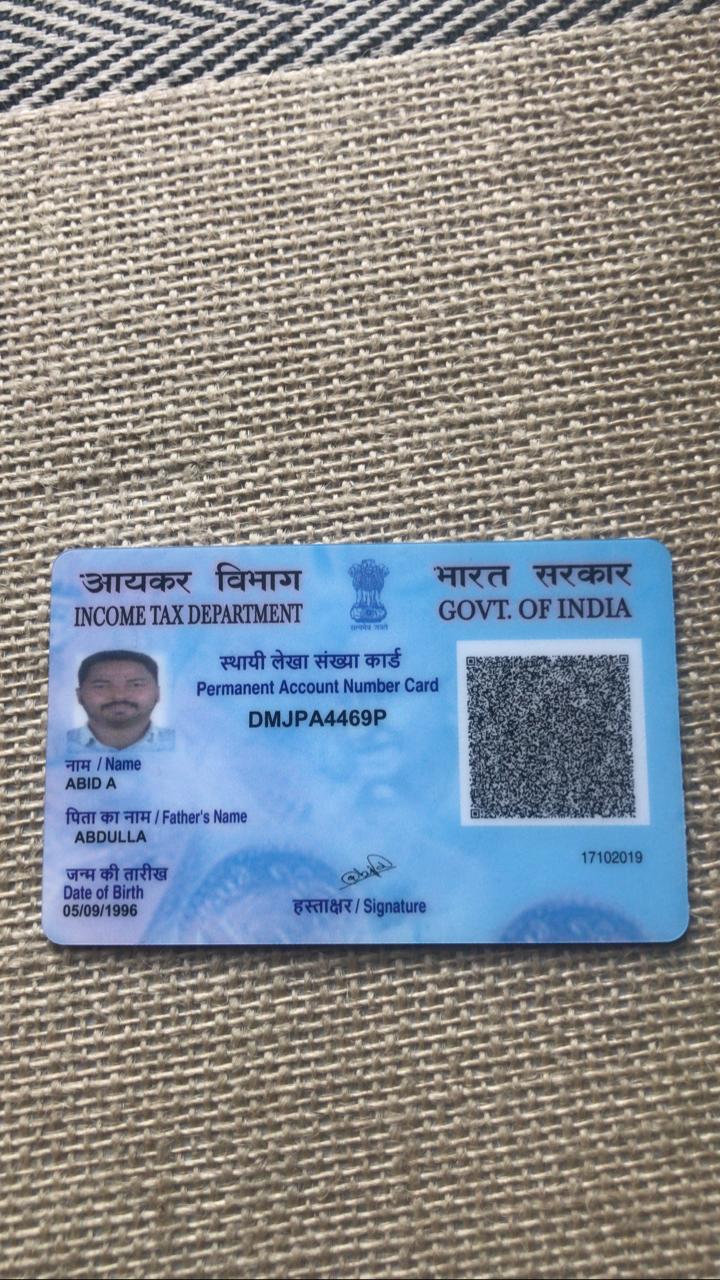 आयकर विभाग
INCOME TAX DEPARTMENT
भारत सरकार
GOVT. OF INDIA
सत्यमेव जयते
स्थायी लेखा संख्या कार्ड
Permanent Account Number Card
DMJPA4469P
नाम / Name
ABID A
पिता का नाम / Father's Name
ABDULLA
जन्म की तारीख
Date of Birth
05/09/1996
हस्ताक्षर / Signature
17102019